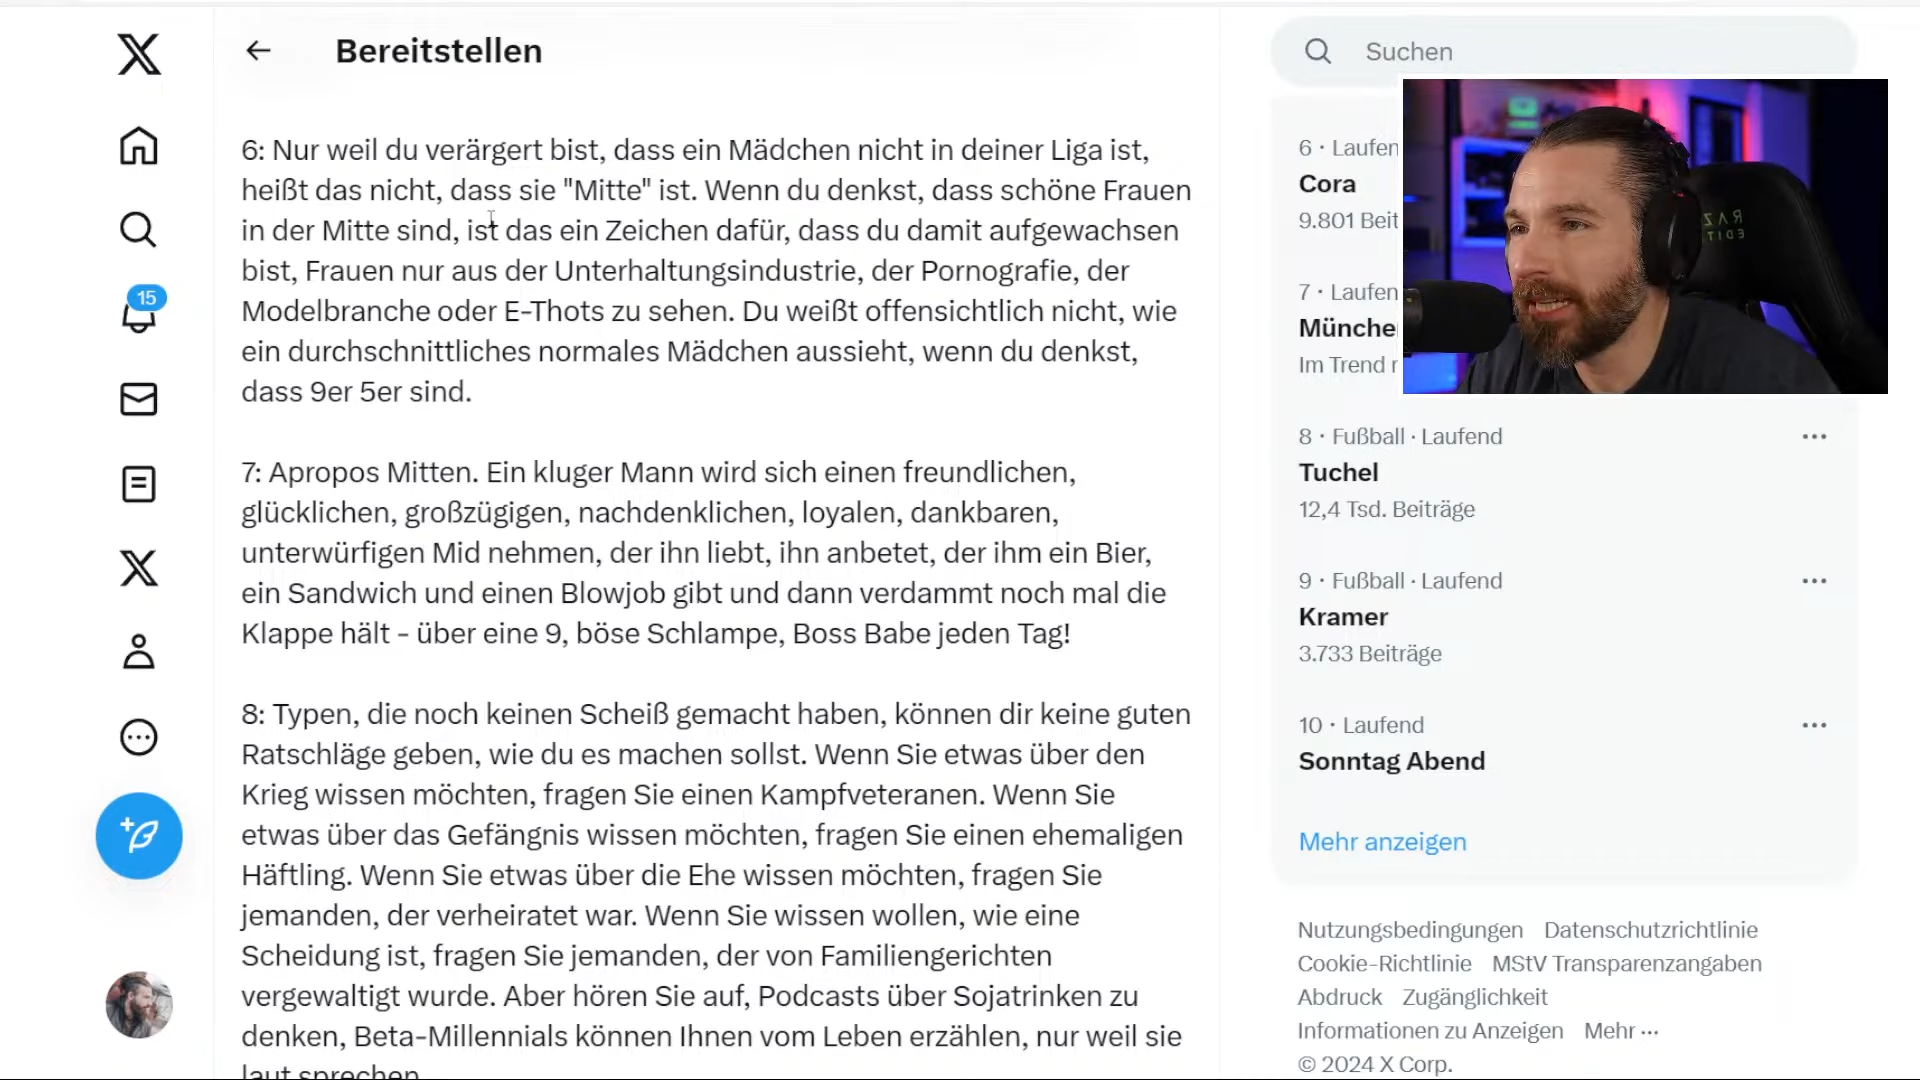 Bereitstellen
15
6: Nur weil du verärgert bist, dass ein Mädchen nicht in deiner Liga ist,
heißt das nicht, dass sie "Mitte" ist. Wenn du denkst, dass schöne Frauen
in der Mitte sind, ist das ein Zeichen dafür, dass du damit aufgewachsen
bist, Frauen nur aus der Unterhaltungsindustrie, der Pornografie, der
Modelbranche oder E-Thots zu sehen. Du weißt offensichtlich nicht, wie
ein durchschnittliches normales Mädchen aussieht, wenn du denkst,
dass 9er 5er sind.
7: Apropos Mitten. Ein kluger Mann wird sich einen freundlichen,
glücklichen, großzügigen, nachdenklichen, loyalen, dankbaren,
unterwürfigen Mid nehmen, der ihn liebt, ihn anbetet, der ihm ein Bier,
ein Sandwich und einen Blowjob gibt und dann verdammt noch mal die
Klappe hält - über eine 9, böse Schlampe, Boss Babe jeden Tag!
8: Typen, die noch keinen Scheiß gemacht haben, können dir keine guten
Ratschläge geben, wie du es machen sollst. Wenn Sie etwas über den
Krieg wissen möchten, fragen Sie einen Kampfveteranen. Wenn Sie
etwas über das Gefängnis wissen möchten, fragen Sie einen ehemaligen
Häftling. Wenn Sie etwas über die Ehe wissen möchten, fragen Sie
jemanden, der verheiratet war. Wenn Sie wissen wollen, wie eine
Scheidung ist, fragen Sie jemanden, der von Familiengerichten
vergewaltigt wurde. Aber hören Sie auf, Podcasts über Sojatrinken zu
denken, Beta-Millennials können Ihnen vom Leben erzählen, nur weil sie
laut sprechen
Suchen
6 · Laufen
Cora
9.801 Beit
7 · Laufen
Münche
Im Trend
8 · Fußball · Laufend
Tuchel
12,4 Tsd. Beiträge
9 · Fußball · Laufend
Kramer
3.733 Beiträge
10 · Laufend
Sonntag Abend
Mehr anzeigen
Nutzungsbedingungen Datenschutzrichtlinie
Cookie-Richtlinie MStV Transparenzangaben
Abdruck Zugänglichkeit
Informationen zu Anzeigen Mehr ···
© 2024 X Corp.